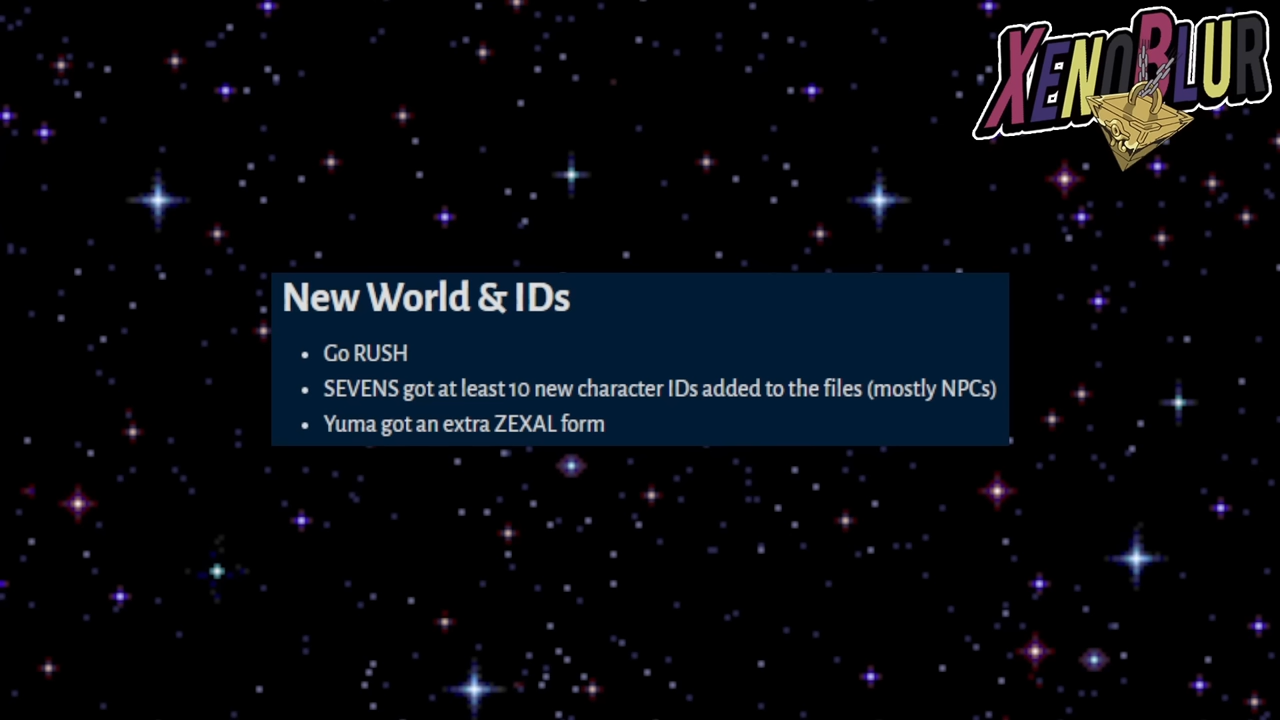 XENOBLUR
New World & IDs
• Go RUSH
• SEVENS got at least 10 new character IDs added to the files (mostly NPCs)
• Yuma got an extra ZEXAL form